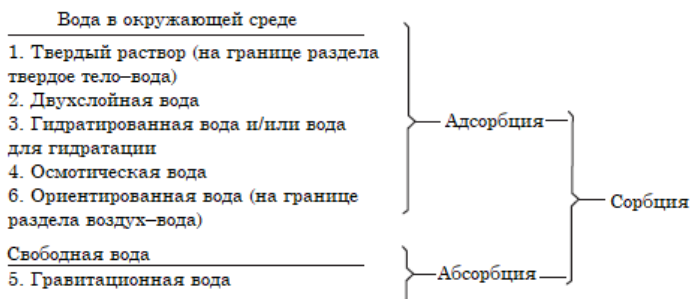 Вода в окружающей среде
1. Твердый раствор (на границе раздела
твердое тело–вода)
2. Двухслойная вода
3. Гидратированная вода и/или вода
для гидратации
4. Осмотическая вода
6. Ориентированная вода (на границе
раздела воздух–вода)
Адсорбция
Сорбция
Свободная вода
5. Гравитационная вода
Абсорбция